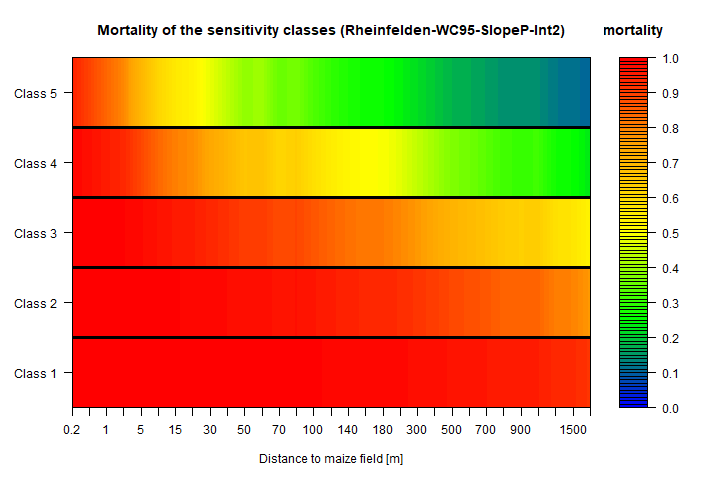 Mortality of the sensitivity classes (Rheinfelden-WC95-SlopeP-Int2)
mortality
Class 5
Class 4
Class 3
Class 2
Class 1
1.0
0.9
0.8
0.7
0.6
0.5
0.4
0.3
0.2
0.1
0.0
0.2 1 5 15 30 50 70 100 140 180 300 500 700 900 1500
Distance to maize field [m]